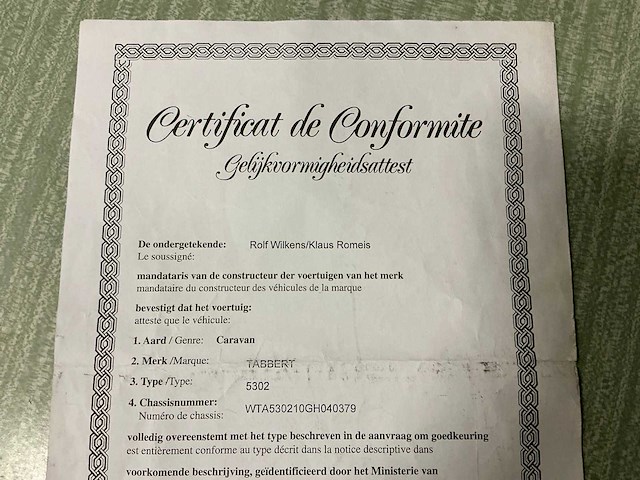 Certificat de Conformite
Gelijkvormigheidsattest
De ondergetekende: Rolf Wilkens/Klaus Romeis
Le soussigné:
mandataris van de constructeur der voertuigen van het merk
mandataire du constructeur des véhicules de la marque
bevestigt dat het voertuig:
atteste que le véhicule:
1. Aard / Genre: Caravan
2. Merk /Marque: TABBERT
3. Type /Type: 5302
4. Chassisnummer: WTA530210GH040379
Numéro de chassis:
volledig overeenstemt met het type beschreven in de aanvraag om goedkeuring
est entièrement conforme au type décrit dans la notice descriptive dans
voorkomende beschrijving, geïdentificieerd door het Ministerie van